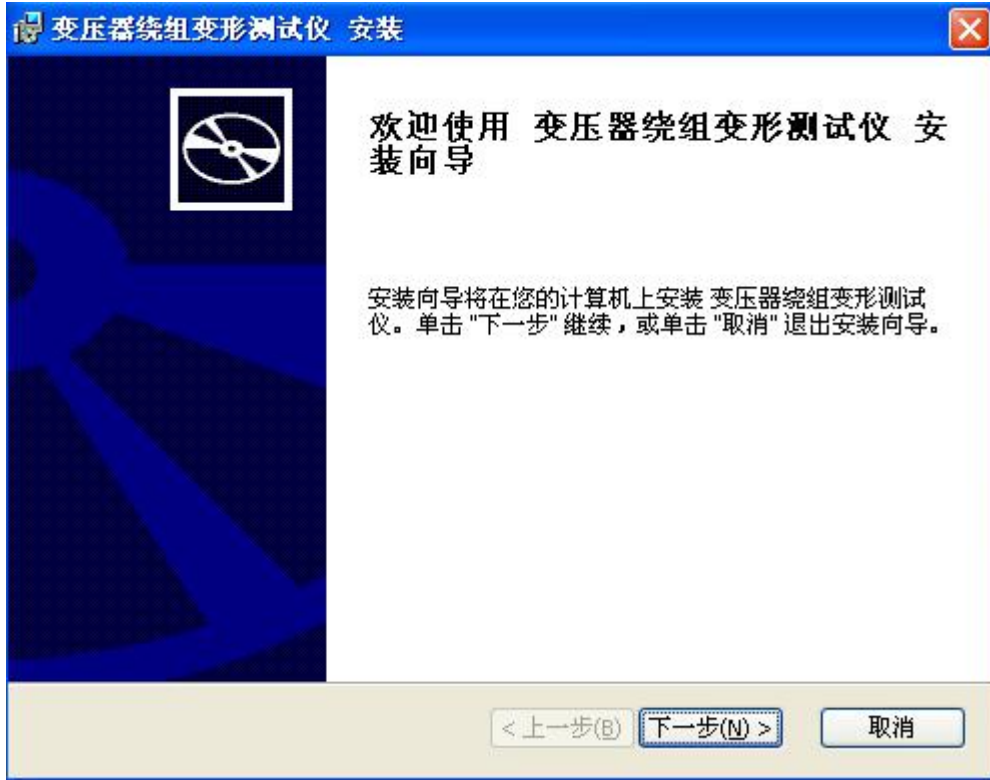 变压器绕组变形测试仪 安装
欢迎使用 变压器绕组变形测试仪 安
装向导
安装向导将在您的计算机上安装 变压器绕组变形测试
仪。单击 "下一步" 继续，或单击 "取消" 退出安装向导。
< 上一步(B) 下一步(N) > 取消